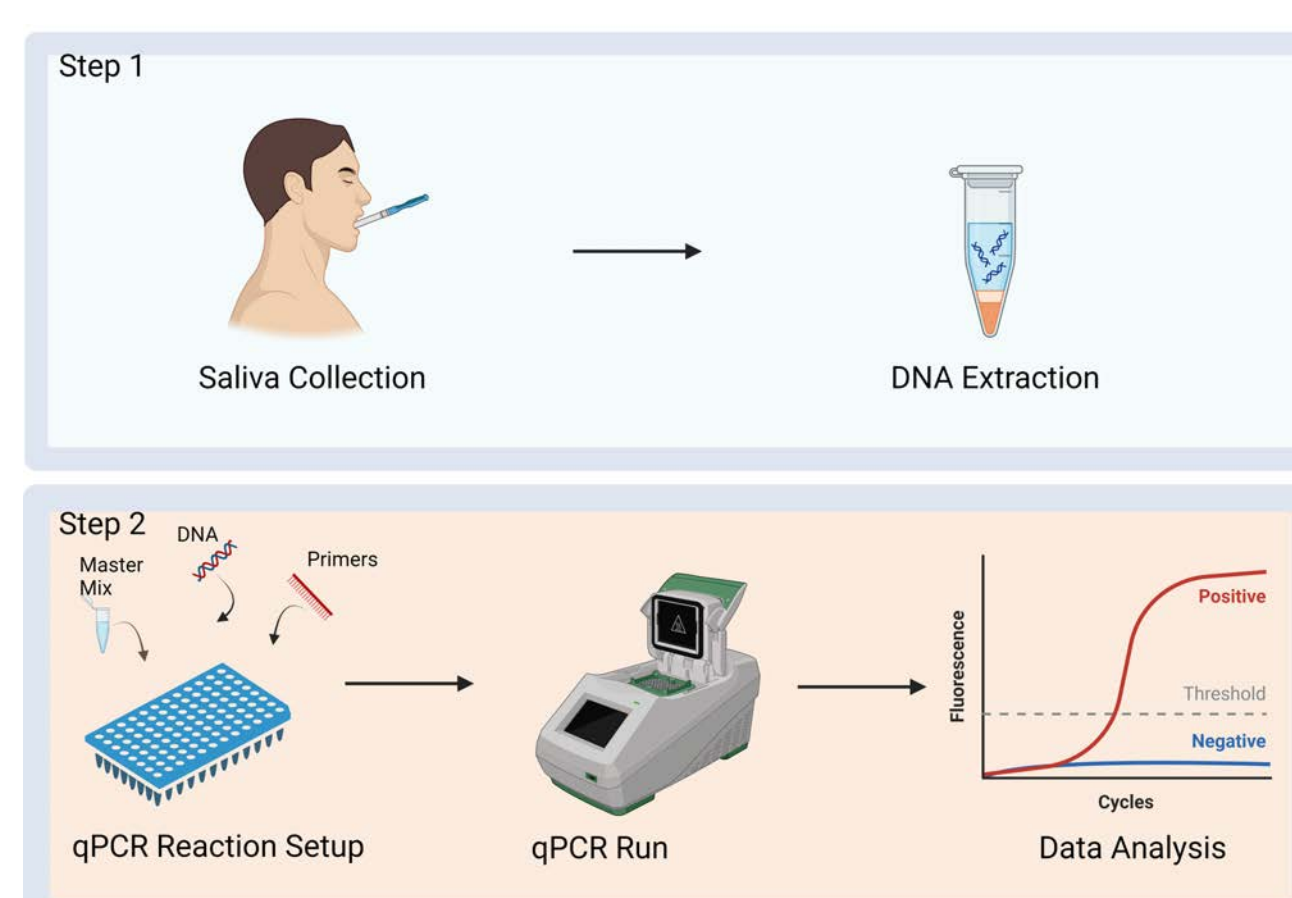 Step 1
Saliva Collection
DNA Extraction
Step 2
DNA
Master
Mix
Primers
qPCR Reaction Setup
qPCR Run
Fluorescence
Positive
Threshold
Negative
Cycles
Data Analysis